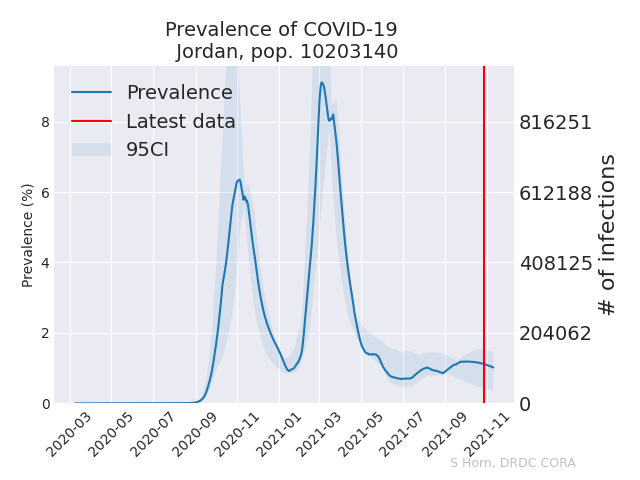 Prevalence of COVID-19
Jordan, pop. 10203140
Prevalence
Latest data
95CI
Prevalence (%)
8
6
4
2
0
816251
612188
408125
204062
0
# of infections
2020-03
2020-05
2020-07
2020-09
2020-11
2021-01
2021-03
2021-05
2021-07
2021-09
2021-11
S Horn, DRDC CORA